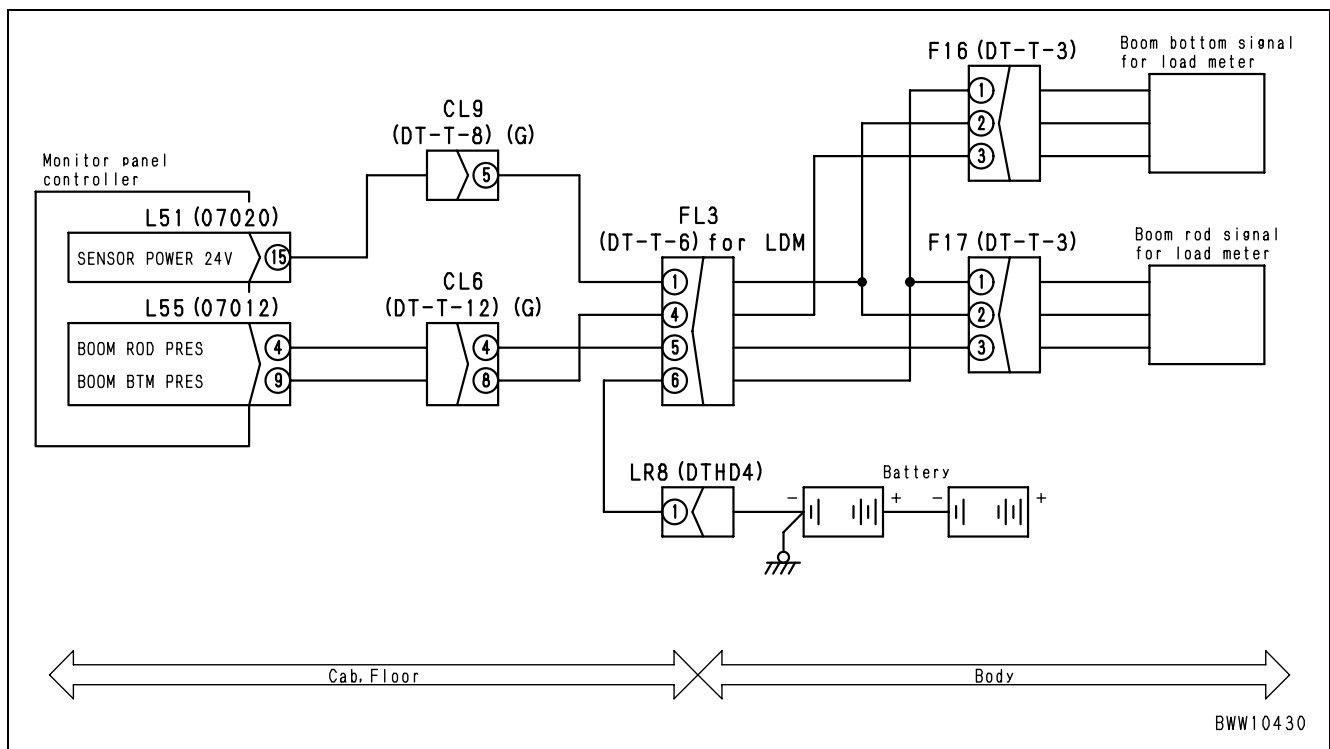 F16 (DT-T-3)
Boom bottom signal
for load meter
1
2
3
CL9
(DT-T-8) (G)
5
Monitor panel
controller
L51 (07020)
SENSOR POWER 24V
15
FL3
(DT-T-6) for LDM
1
4
5
6
F17 (DT-T-3)
Boom rod signal
for load meter
1
2
3
CL6
(DT-T-12) (G)
4
8
L55 (07012)
BOOM ROD PRES
4
BOOM BTM PRES
9
LR8 (DTHD4)
1
Battery
- + - +
Cab, Floor
Body
BWW10430